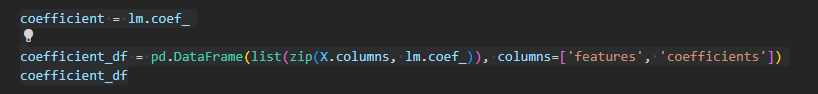 coefficient = lm.coef_
coefficient_df = pd.DataFrame(list(zip(X.columns, lm.coef_)), columns=['features', 'coefficients'])
coefficient_df